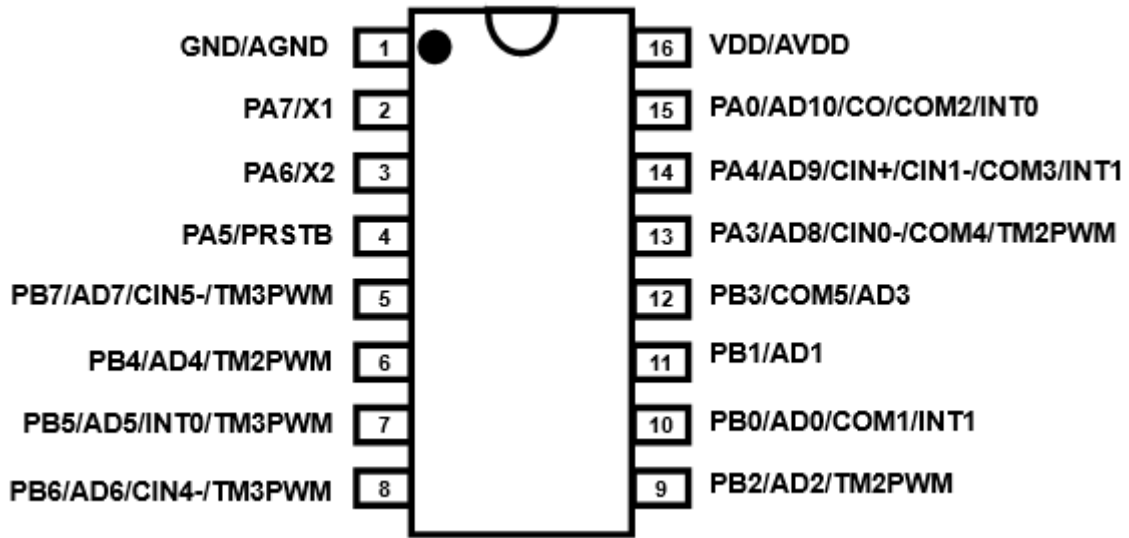 GND/AGND 1 16 VDD/AVDD
PA7/X1 2 15 PA0/AD10/CO/COM2/INT0
PA6/X2 3 14 PA4/AD9/CIN+/CIN1-/COM3/INT1
PA5/PRSTB 4 13 PA3/AD8/CIN0-/COM4/TM2PWM
PB7/AD7/CIN5-/TM3PWM 5 12 PB3/COM5/AD3
PB4/AD4/TM2PWM 6 11 PB1/AD1
PB5/AD5/INT0/TM3PWM 7 10 PB0/AD0/COM1/INT1
PB6/AD6/CIN4-/TM3PWM 8 9 PB2/AD2/TM2PWM